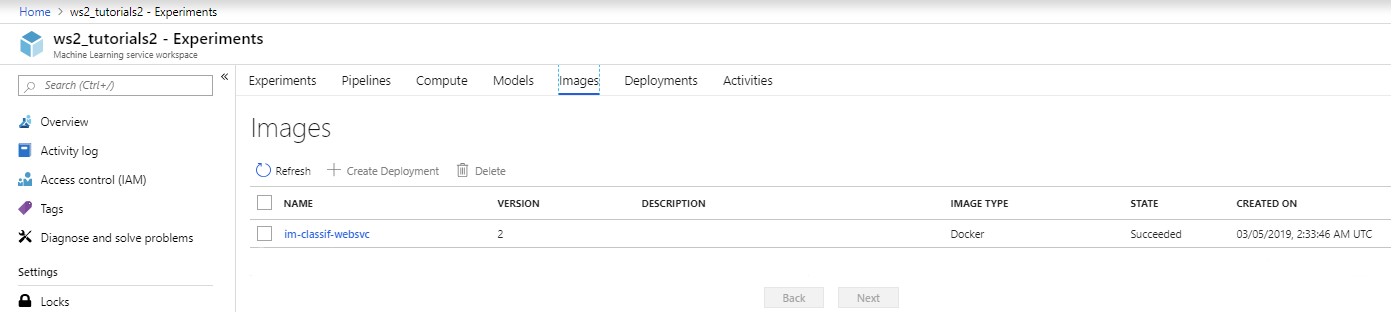 Home > ws2_tutorials2 - Experiments
ws2_tutorials2 - Experiments
Machine Learning service workspace
Search (Ctrl+/)
«
Overview
Activity log
Access control (IAM)
Tags
Diagnose and solve problems
Settings
Locks
Experiments Pipelines Compute Models Images Deployments Activities
Images
Refresh + Create Deployment Delete
NAME VERSION DESCRIPTION IMAGE TYPE STATE CREATED ON
im-classif-websvc 2 Docker Succeeded 03/05/2019, 2:33:46 AM UTC
Back Next